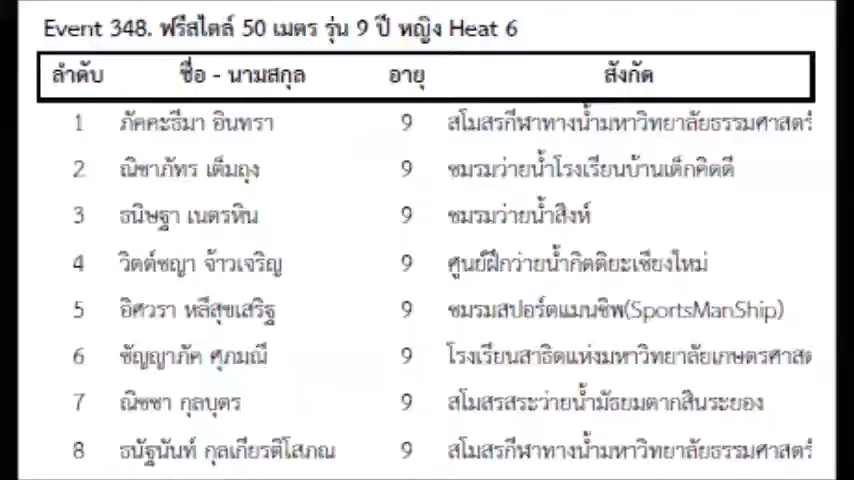 Event 348. ฟรีสไตล์ 50 เมตร รุ่น 9 ปี หญิง Heat 6
ลำดับ ชื่อ - นามสกุล อายุ สังกัด
1 ภัคคะธีมา อินทรา 9 สโมสรกีฬาทางน้ำมหาวิทยาลัยธรรมศาสตร์
2 ณิชาภัทร เต็มถุง 9 ชมรมว่ายน้ำโรงเรียนบ้านเด็กคิดดี
3 ธนิษฐา เนตรหิน 9 ชมรมว่ายน้ำสิงห์
4 วิตต์ชญา จ้าวเจริญ 9 ศูนย์ฝึกว่ายน้ำกิตติยะเชียงใหม่
5 อิศวรา หลีสุขเสริฐ 9 ชมรมสปอร์ตแมนชิพ(SportsManShip)
6 ชัญญาภัค ศุภมณี 9 โรงเรียนสาธิตแห่งมหาวิทยาลัยเกษตรศาสต
7 ณิชชา กุลบุตร 9 สโมสรสระว่ายน้ำมัธยมตากสินระยอง
8 ธนัฐนันท์ กุลเกียรติโสภณ 9 สโมสรกีฬาทางน้ำมหาวิทยาลัยธรรมศาสตร์